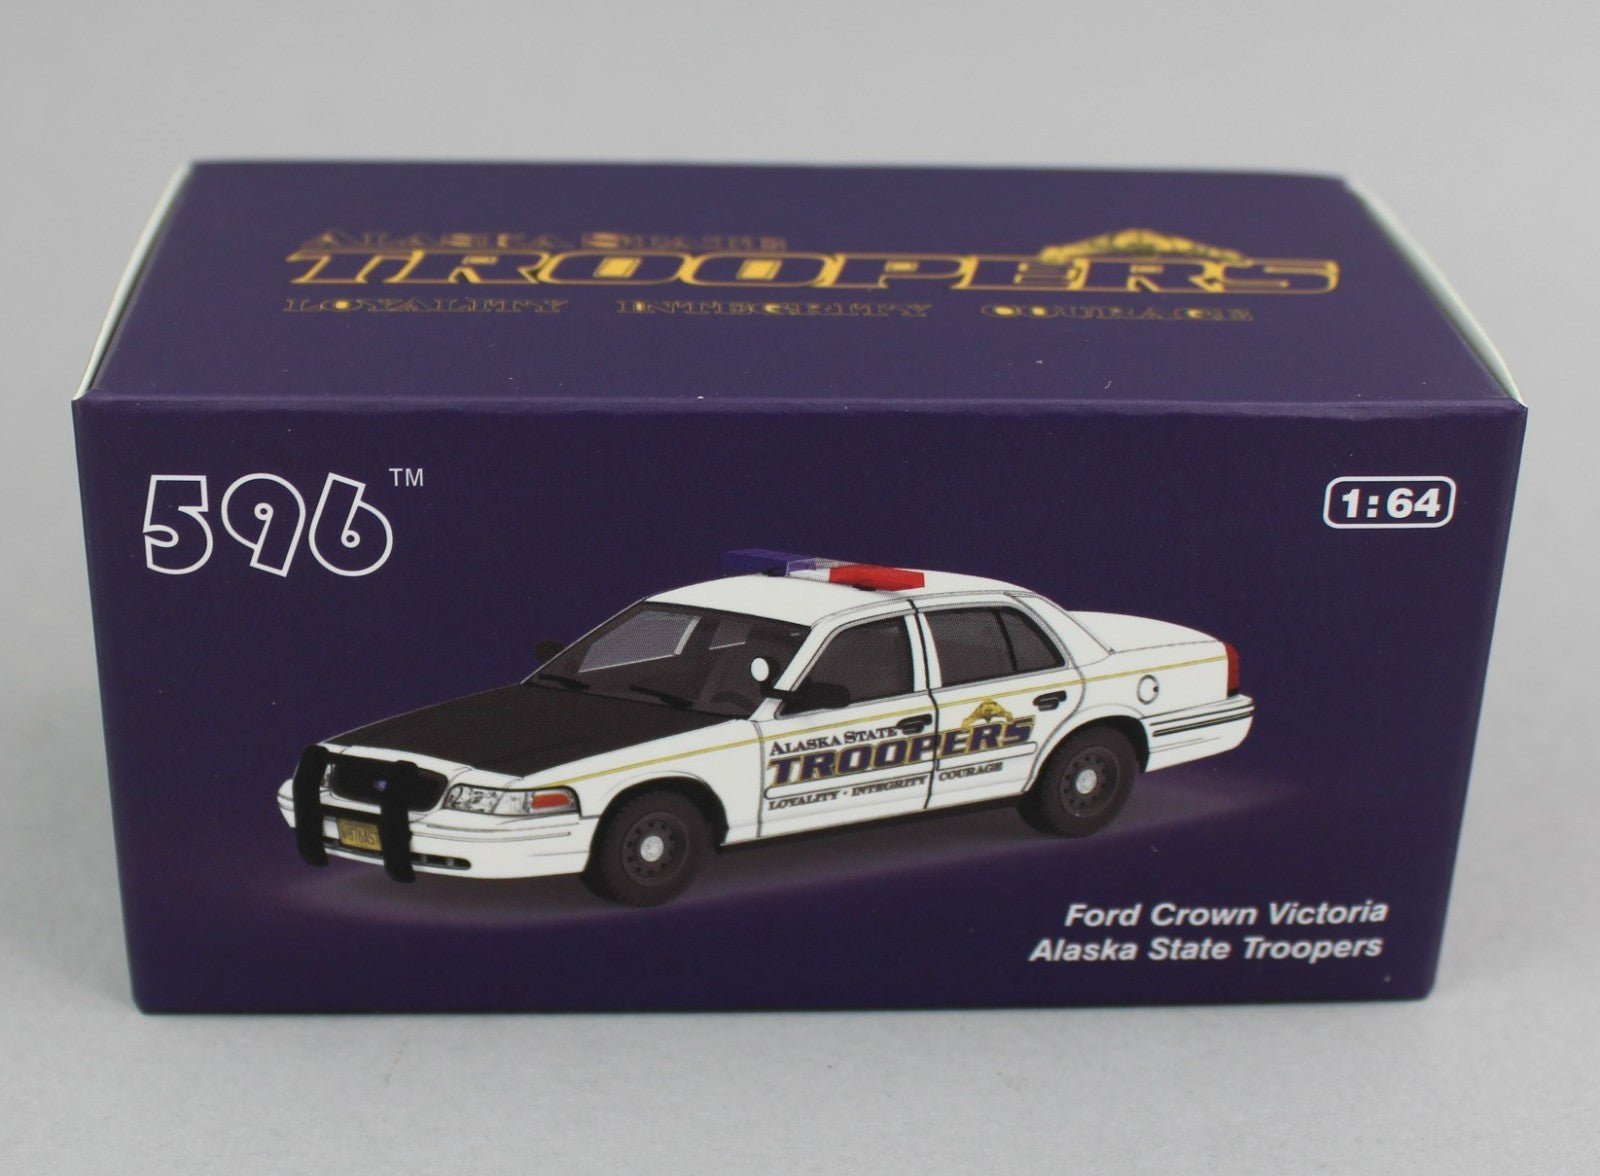 ALASKA STATE
TROOPERS
LOYALTY INTEGRITY COURAGE
596™
1:64
ALASKA STATE
TROOPERS
LOYALTY · INTEGRITY COURAGE
Ford Crown Victoria
Alaska State Troopers